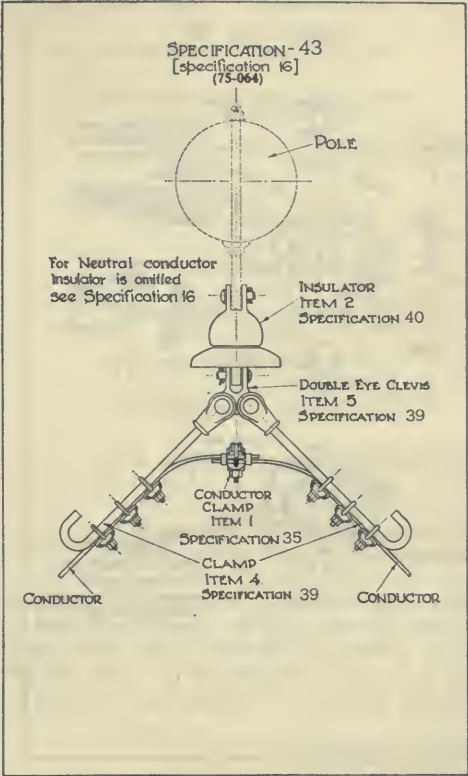 SPECIFICATION - 43
[specification 16]
(75-064)
POLE
For Neutral conductor
Insulator is omitted
see Specification 16
INSULATOR
ITEM 2
SPECIFICATION 40
DOUBLE EYE CLEVIS
ITEM 5
SPECIFICATION 39
CONDUCTOR
CLAMP
ITEM 1
SPECIFICATION 35
CLAMP
ITEM 4.
SPECIFICATION 39
CONDUCTOR
CONDUCTOR